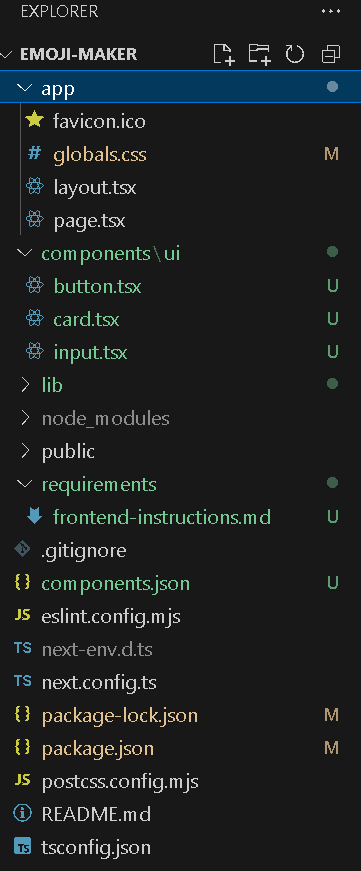 EXPLORER ...
EMOJI-MAKER
app
favicon.ico
# globals.css M
layout.tsx
page.tsx
components\ui
button.tsx U
card.tsx U
input.tsx U
lib
node_modules
public
requirements
frontend-instructions.md U
.gitignore
{} components.json U
JS eslint.config.mjs
TS next-env.d.ts
TS next.config.ts
{} package-lock.json M
{} package.json M
JS postcss.config.mjs
README.md
TS tsconfig.json